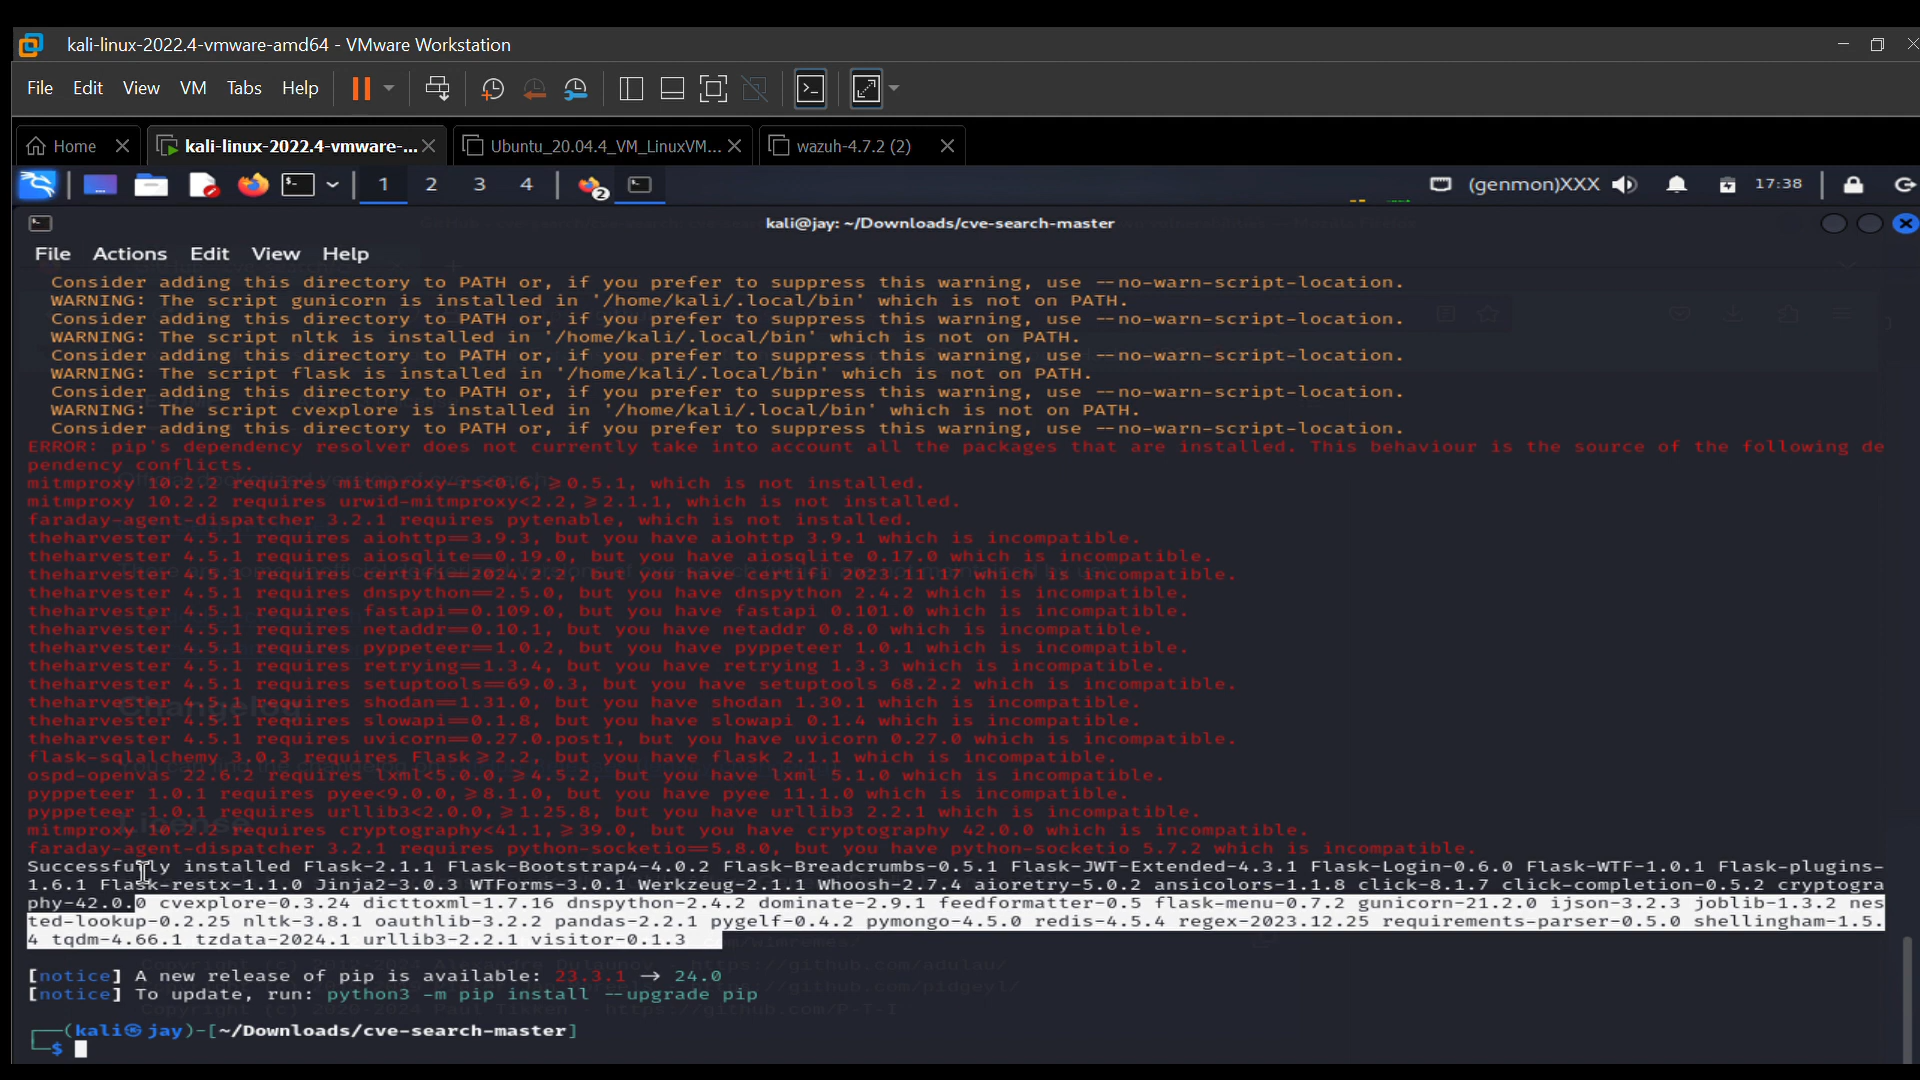 kali-linux-2022.4-vmware-amd64 - VMware Workstation
File Edit View VM Tabs Help
Home kali-linux-2022.4-vmware-... Ubuntu_20.04.4_VM_LinuxVM... wazuh-4.7.2 (2)
1 2 3 4 2 (genmon)XXX 17:38
kali@jay: ~/Downloads/cve-search-master
File Actions Edit View Help
Consider adding this directory to PATH or, if you prefer to suppress this warning, use --no-warn-script-location.
WARNING: The script gunicorn is installed in '/home/kali/.local/bin' which is not on PATH.
Consider adding this directory to PATH or, if you prefer to suppress this warning, use --no-warn-script-location.
WARNING: The script nltk is installed in '/home/kali/.local/bin' which is not on PATH.
Consider adding this directory to PATH or, if you prefer to suppress this warning, use --no-warn-script-location.
WARNING: The script flask is installed in '/home/kali/.local/bin' which is not on PATH.
Consider adding this directory to PATH or, if you prefer to suppress this warning, use --no-warn-script-location.
WARNING: The script cvexplore is installed in '/home/kali/.local/bin' which is not on PATH.
Consider adding this directory to PATH or, if you prefer to suppress this warning, use --no-warn-script-location.
ERROR: pip's dependency resolver does not currently take into account all the packages that are installed. This behaviour is the source of the following de
pendency conflicts.
mitmproxy 10.2.2 requires mitmproxy-rs<0.6,>=0.5.1, which is not installed.
mitmproxy 10.2.2 requires urwid-mitmproxy<2.2,>=2.1.1, which is not installed.
faraday-agent-dispatcher 3.2.1 requires pytenable, which is not installed.
theharvester 4.5.1 requires aiohttp==3.9.3, but you have aiohttp 3.9.1 which is incompatible.
theharvester 4.5.1 requires aiosqlite==0.19.0, but you have aiosqlite 0.17.0 which is incompatible.
theharvester 4.5.1 requires certifi==2024.2.2, but you have certifi 2023.11.17 which is incompatible.
theharvester 4.5.1 requires dnspython==2.5.0, but you have dnspython 2.4.2 which is incompatible.
theharvester 4.5.1 requires fastapi==0.109.0, but you have fastapi 0.101.0 which is incompatible.
theharvester 4.5.1 requires netaddr==0.10.1, but you have netaddr 0.8.0 which is incompatible.
theharvester 4.5.1 requires pyppeteer==1.0.2, but you have pyppeteer 1.0.1 which is incompatible.
theharvester 4.5.1 requires retrying==1.3.4, but you have retrying 1.3.3 which is incompatible.
theharvester 4.5.1 requires setuptools==69.0.3, but you have setuptools 68.2.2 which is incompatible.
theharvester 4.5.1 requires shodan==1.31.0, but you have shodan 1.30.1 which is incompatible.
theharvester 4.5.1 requires slowapi==0.1.8, but you have slowapi 0.1.4 which is incompatible.
theharvester 4.5.1 requires uvicorn==0.27.0.post1, but you have uvicorn 0.27.0 which is incompatible.
flask-sqlalchemy 3.0.3 requires Flask>=2.2, but you have flask 2.1.1 which is incompatible.
ospd-openvas 22.6.2 requires lxml<5.0.0,>=4.5.2, but you have lxml 5.1.0 which is incompatible.
pyppeteer 1.0.1 requires pyee<9.0.0,>=8.1.0, but you have pyee 11.1.0 which is incompatible.
pyppeteer 1.0.1 requires urllib3<2.0.0,>=1.25.8, but you have urllib3 2.2.1 which is incompatible.
mitmproxy 10.2.2 requires cryptography<41.1,>=39.0, but you have cryptography 42.0.0 which is incompatible.
faraday-agent-dispatcher 3.2.1 requires python-socketio==5.8.0, but you have python-socketio 5.7.2 which is incompatible.
Successfully installed Flask-2.1.1 Flask-Bootstrap4-4.0.2 Flask-Breadcrumbs-0.5.1 Flask-JWT-Extended-4.3.1 Flask-Login-0.6.0 Flask-WTF-1.0.1 Flask-plugins-
1.6.1 Flask-restx-1.1.0 Jinja2-3.0.3 WTForms-3.0.1 Werkzeug-2.1.1 Whoosh-2.7.4 aioretry-5.0.2 ansicolors-1.1.8 click-8.1.7 click-completion-0.5.2 cryptogra
phy-42.0.0 cvexplore-0.3.24 dicttoxml-1.7.16 dnspython-2.4.2 dominate-2.9.1 feedformatter-0.5 flask-menu-0.7.2 gunicorn-21.2.0 ijson-3.2.3 joblib-1.3.2 nes
ted-lookup-0.2.25 nltk-3.8.1 oauthlib-3.2.2 pandas-2.2.1 pygelf-0.4.2 pymongo-4.5.0 redis-4.5.4 regex-2023.12.25 requirements-parser-0.5.0 shellingham-1.5.
4 tqdm-4.66.1 tzdata-2024.1 urllib3-2.2.1 visitor-0.1.3
[notice] A new release of pip is available: 23.3.1 → 24.0
[notice] To update, run: python3 -m pip install --upgrade pip
(kali㉿jay)-[~/Downloads/cve-search-master]
$